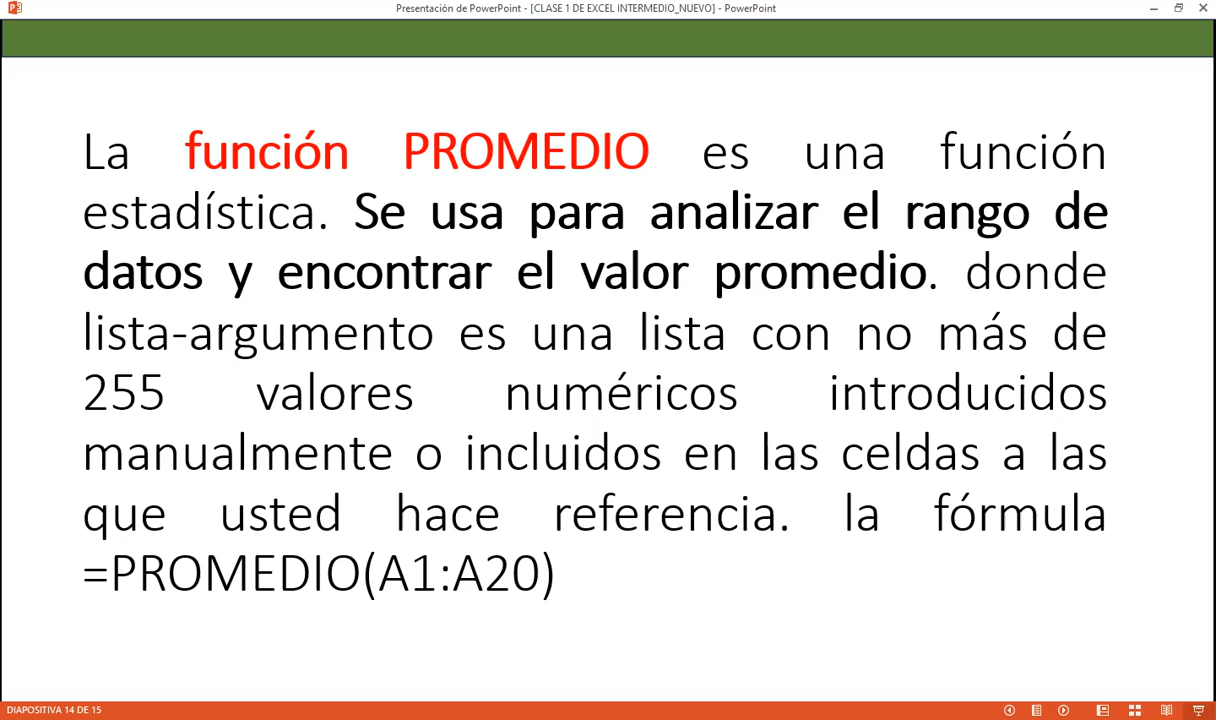 Presentación de PowerPoint - [CLASE 1 DE EXCEL INTERMEDIO_NUEVO] - PowerPoint
La función PROMEDIO es una función
estadística. Se usa para analizar el rango de
datos y encontrar el valor promedio. donde
lista-argumento es una lista con no más de
255 valores numéricos introducidos
manualmente o incluidos en las celdas a las
que usted hace referencia. la fórmula
=PROMEDIO(A1:A20)
DIAPOSITIVA 14 DE 15